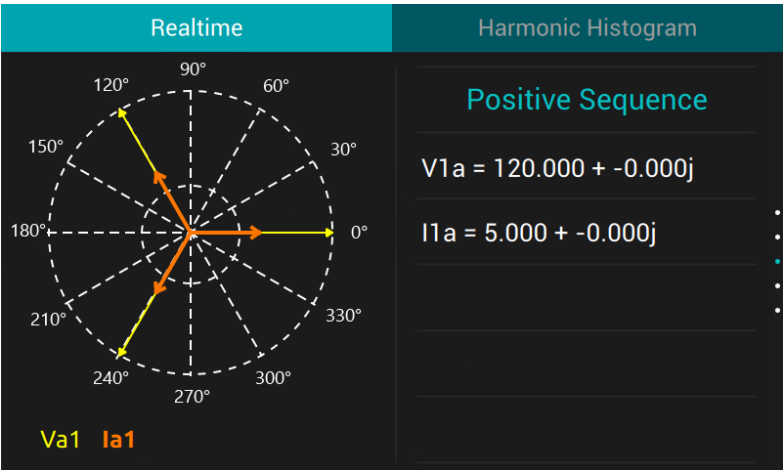 Realtime
Harmonic Histogram
90°
120°
60°
150°
30°
180°
0°
210°
330°
240°
300°
270°
Va1 Ia1
Positive Sequence
V1a = 120.000 + -0.000j
I1a = 5.000 + -0.000j